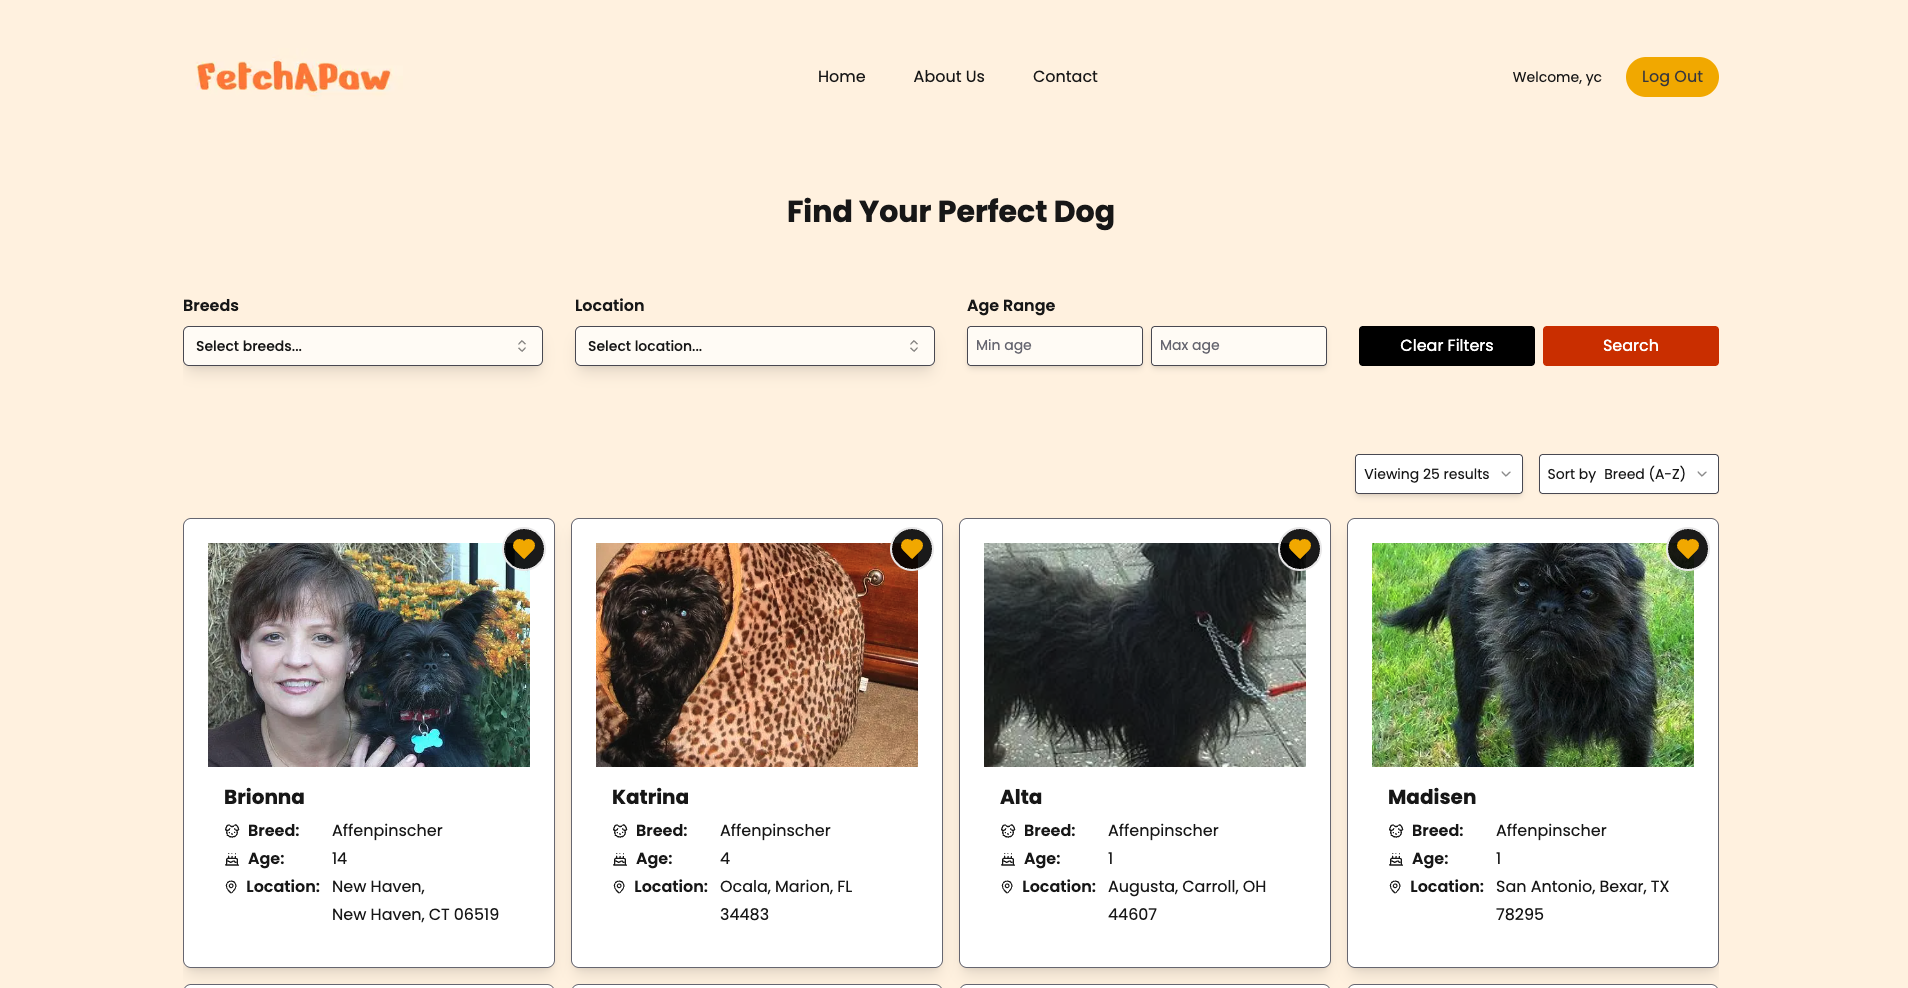 FetchAPaw
Home
About Us
Contact
Welcome, yc
Log Out
Find Your Perfect Dog
Breeds
Select breeds...
Location
Select location...
Age Range
Min age
Max age
Clear Filters
Search
Viewing 25 results
Sort by Breed (A-Z)
Brionna
Breed: Affenpinscher
Age: 14
Location: New Haven,
New Haven, CT 06519
Katrina
Breed: Affenpinscher
Age: 4
Location: Ocala, Marion, FL
34483
Alta
Breed: Affenpinscher
Age: 1
Location: Augusta, Carroll, OH
44607
Madisen
Breed: Affenpinscher
Age: 1
Location: San Antonio, Bexar, TX
78295